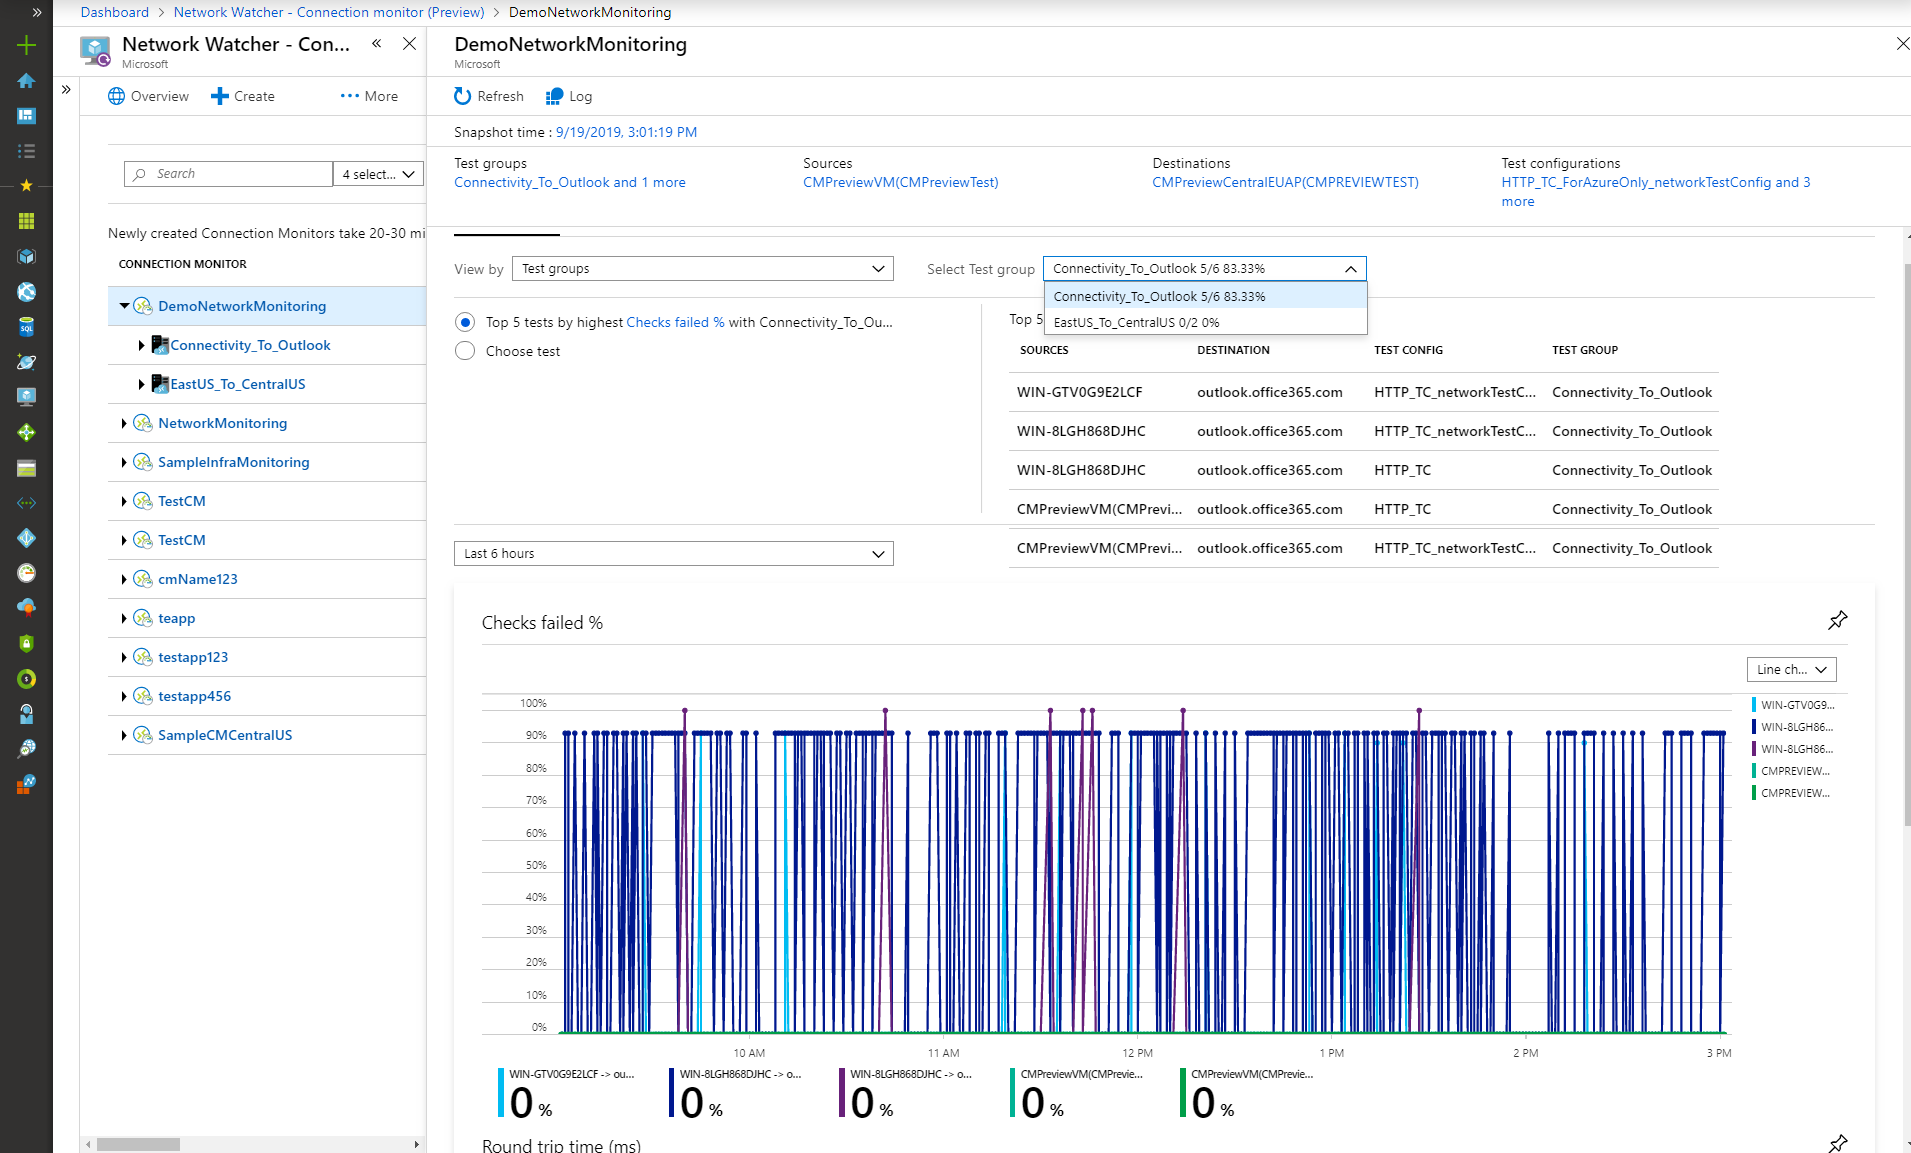 Dashboard > Network Watcher - Connection monitor (Preview) > DemoNetworkMonitoring
Network Watcher - Con...
Microsoft
Overview
Create
More
Search
4 select...
Newly created Connection Monitors take 20-30 mi
CONNECTION MONITOR
DemoNetworkMonitoring
Connectivity_To_Outlook
EastUS_To_CentralUS
NetworkMonitoring
SampleInfraMonitoring
TestCM
TestCM
cmName123
teapp
testapp123
testapp456
SampleCMCentralUS
DemoNetworkMonitoring
Microsoft
Refresh
Log
Snapshot time : 9/19/2019, 3:01:19 PM
Test groups
Connectivity_To_Outlook and 1 more
Sources
CMPreviewVM(CMPreviewTest)
Destinations
CMPreviewCentralEUAP(CMPREVIEWTEST)
Test configurations
HTTP_TC_ForAzureOnly_networkTestConfig and 3
more
View by
Test groups
Select Test group
Connectivity_To_Outlook 5/6 83.33%
Connectivity_To_Outlook 5/6 83.33%
EastUS_To_CentralUS 0/2 0%
Top 5 tests by highest Checks failed % with Connectivity_To_Ou...
Choose test
Top 5
SOURCES DESTINATION TEST CONFIG TEST GROUP
WIN-GTV0G9E2LCF outlook.office365.com HTTP_TC_networkTestC... Connectivity_To_Outlook
WIN-8LGH868DJHC outlook.office365.com HTTP_TC_networkTestC... Connectivity_To_Outlook
WIN-8LGH868DJHC outlook.office365.com HTTP_TC Connectivity_To_Outlook
CMPreviewVM(CMPrevi... outlook.office365.com HTTP_TC Connectivity_To_Outlook
CMPreviewVM(CMPrevi... outlook.office365.com HTTP_TC_networkTestC... Connectivity_To_Outlook
Last 6 hours
Checks failed %
Line ch...
100%
90%
80%
70%
60%
50%
40%
30%
20%
10%
0%
10 AM 11 AM 12 PM 1 PM 2 PM 3 PM
WIN-GTV0G9...
WIN-8LGH86...
WIN-8LGH86...
CMPREVIEW...
CMPREVIEW...
WIN-GTV0G9E2LCF -> ou...
0 %
WIN-8LGH868DJHC -> o...
0 %
WIN-8LGH868DJHC -> o...
0 %
CMPreviewVM(CMPrevie...
0 %
CMPreviewVM(CMPrevie...
0 %
Round trip time (ms)